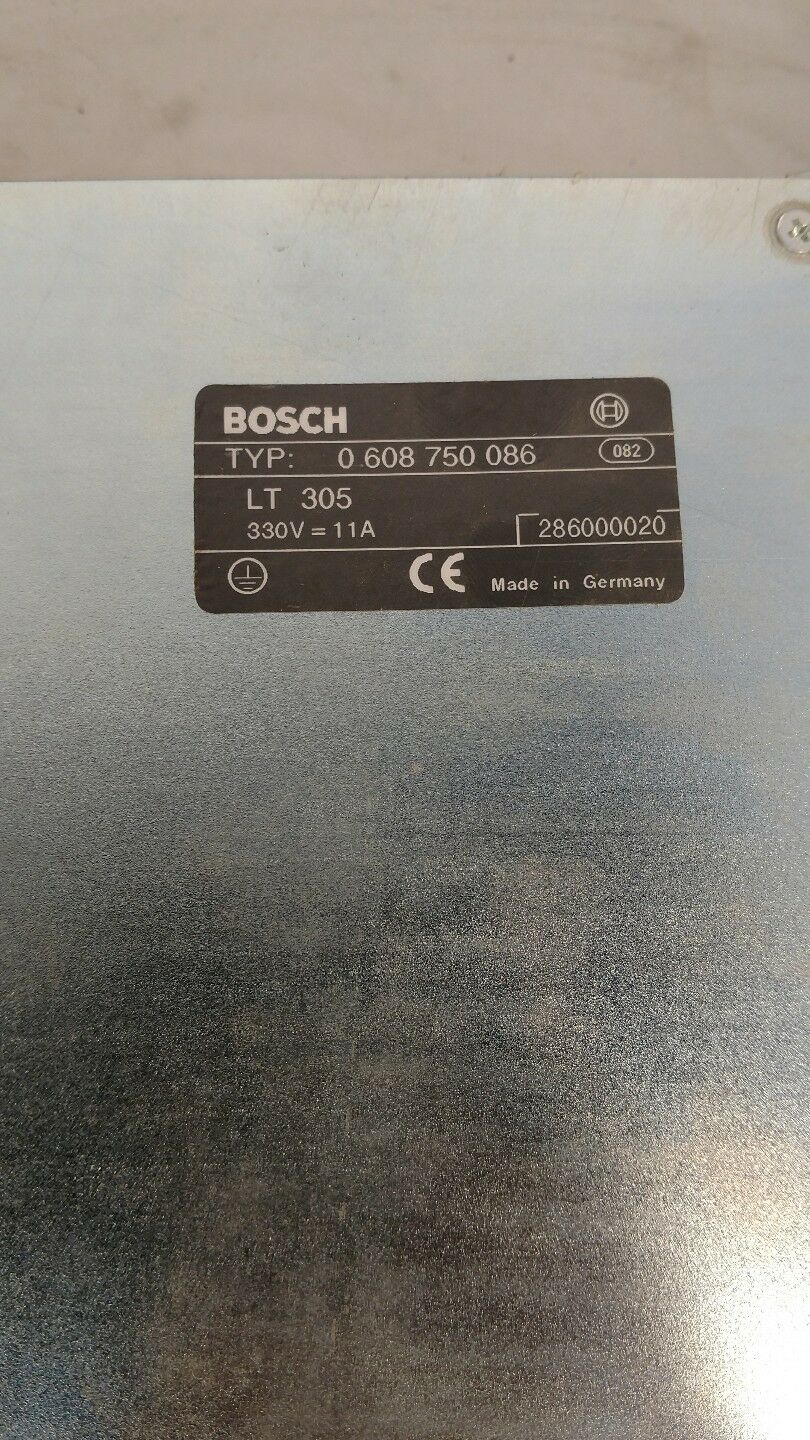 BOSCH
TYP: 0 608 750 086 082
LT 305
330V = 11A 286000020
CE Made in Germany